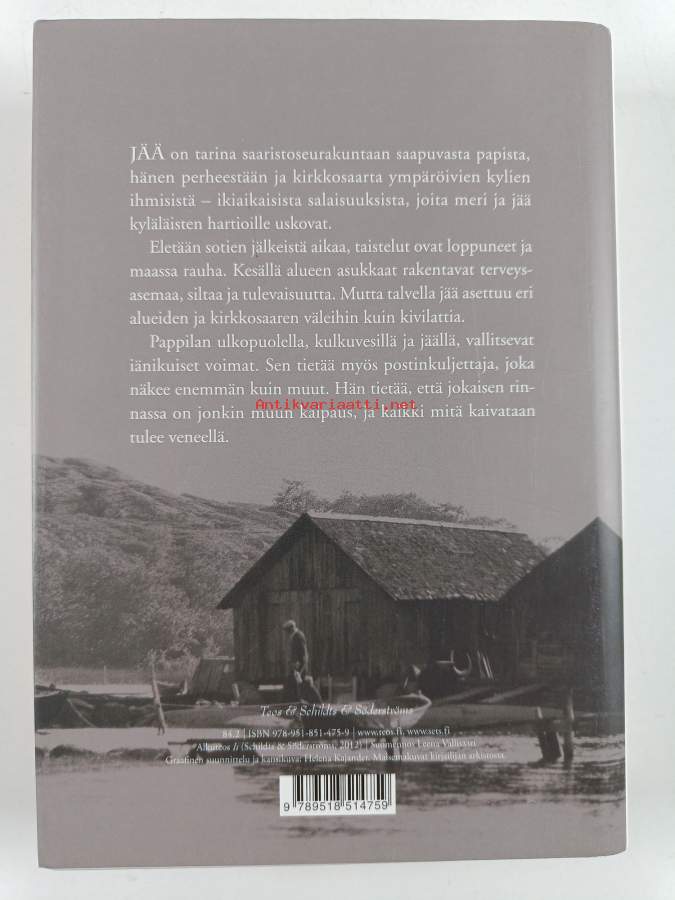 JÄÄ on tarina saaristoseurakuntaan saapuvasta papista,
hänen perheestään ja kirkkosaarta ympäröivien kylien
ihmisistä – ikiaikaisista salaisuuksista, joita meri ja jää
kyläläisten hartioille uskovat.
Eletään sotien jälkeistä aikaa, taistelut ovat loppuneet ja
maassa rauha. Kesällä alueen asukkaat rakentavat terveys-
asemaa, siltaa ja tulevaisuutta. Mutta talvella jää asettuu eri
alueiden ja kirkkosaaren väleihin kuin kivilattia.
Pappilan ulkopuolella, kulkuvesillä ja jäällä, vallitsevat
iänikuiset voimat. Sen tietää myös postinkuljettaja, joka
näkee enemmän kuin muut. Hän tietää, että jokaisen rin-
nassa on jonkin muun kaipaus, ja kaikki mitä kaivataan
Antikvariaatti.net
tulee veneellä.
Teos & Schildts & Söderströms
84.2 | ISBN 978-951-851-475-9 | www.teos.fi, www.sets.fi
Alkuteos Is (Schildts & Söderströms, 2012) | Suomennos Leena Vallisaari
Graafinen suunnittelu ja kansikuva: Helena Kajander. Maisemakuvat kirjailijan arkistosta.
9 789518 514759